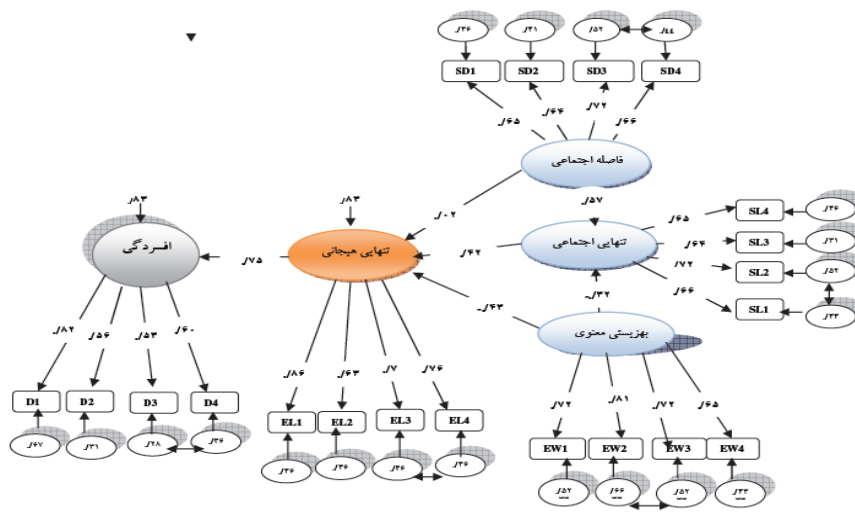 ./۳۶ ./۳۱ ./۵۲ ./٤٤
SD1 SD2 SD3 SD4
./۶۵ ./۶۴ ./۷۲ ./۶۶
فاصله اجتماعی
./۸۳ ./۸۳ ./۰۲ ./۵۷
./۶۵ SL4 ./۳۶
./۶۴ SL3 ./۳۱
./۷۲ SL2 ./۵۲
./۶۶ SL1 ./۳۳
افسردگی ./۷۵ تنهایی هیجانی ./۴۲ تنهایی اجتماعی
-./۴۳ -./۳۲
بهزیستی معنوی
./۸۲ ./۵۶ ./۵۳ ./۶۰
./۸۶ ./۶۳ ./۷ ./۷۶
./۷۲ ./۸۱ ./۷۲ ./۶۵
D1 D2 D3 D4
./۶۷ ./۳۱ ./۲۸ ./۳۶
EL1 EL2 EL3 EL4
./۳۶ ./۳۶ ./۳۶ ./۳۶
EW1 EW2 EW3 EW4
./۵۲ ./۶۶ ./۵۲ ./۳۳